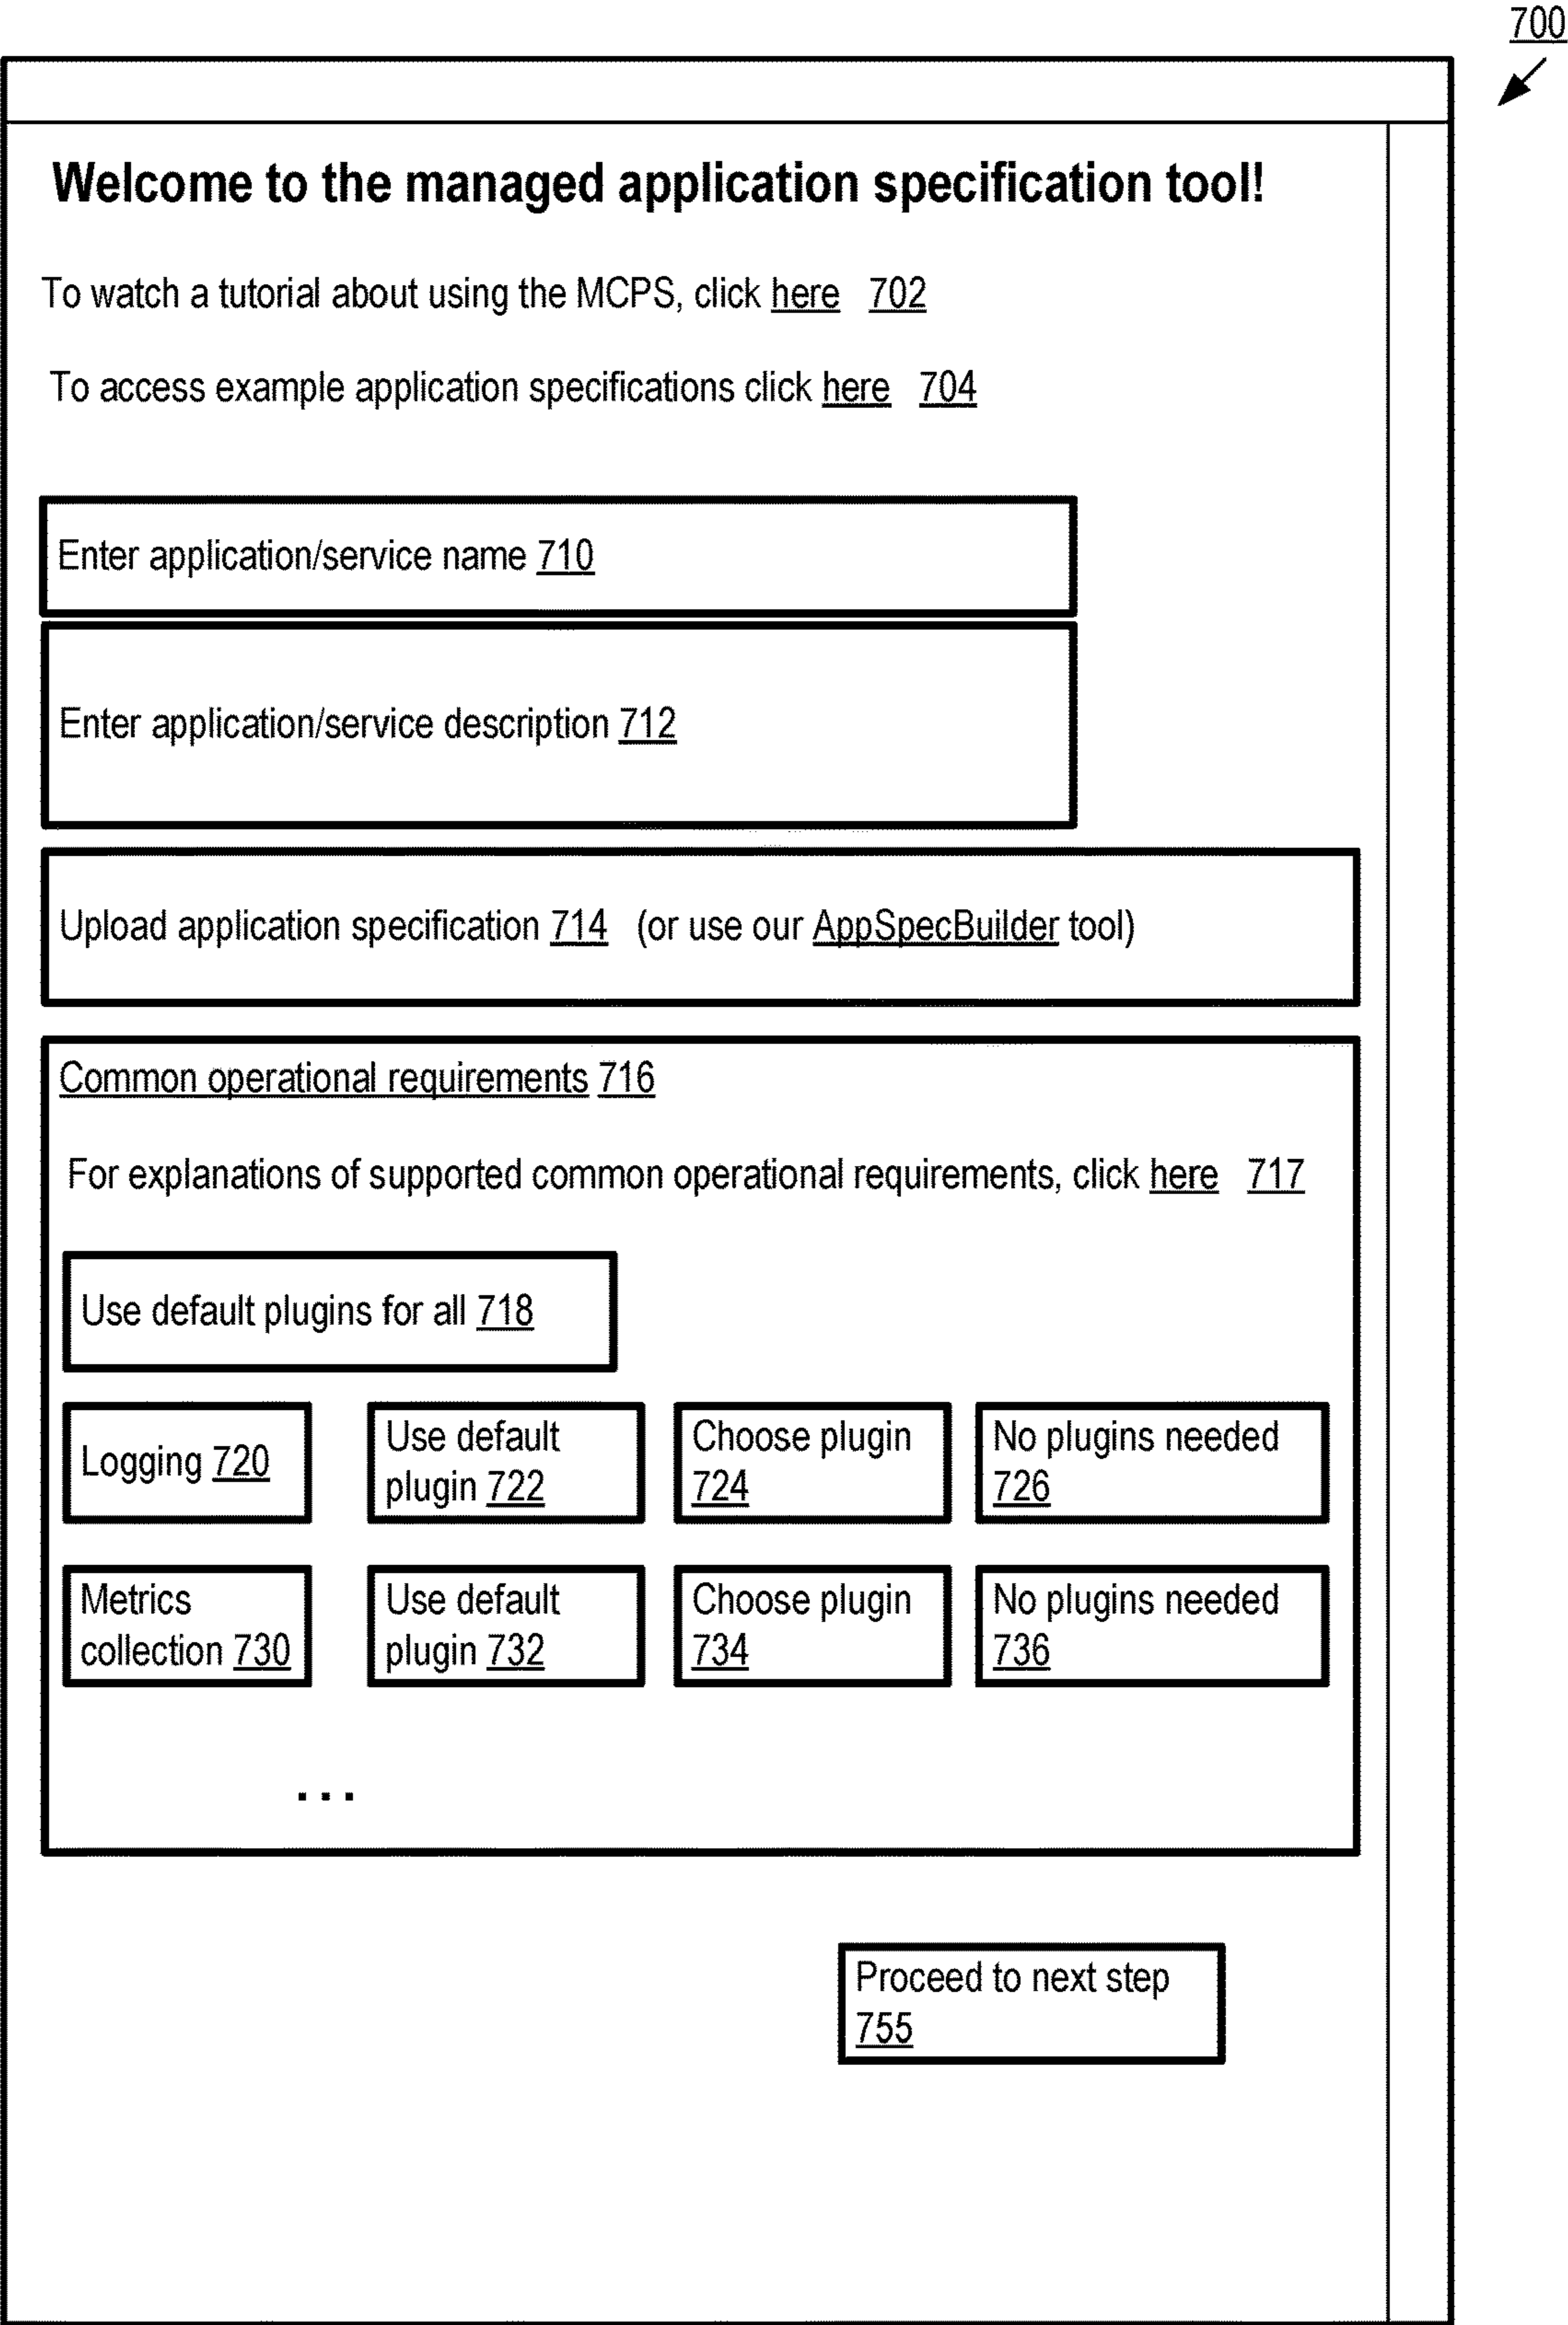 700
Welcome to the managed application specification tool!
To watch a tutorial about using the MCPS, click here 702
To access example application specifications click here 704
Enter application/service name 710
Enter application/service description 712
Upload application specification 714 (or use our AppSpecBuilder tool)
Common operational requirements 716
For explanations of supported common operational requirements, click here 717
Use default plugins for all 718
Logging 720
Use default
plugin 722
Choose plugin
724
No plugins needed
726
Metrics
collection 730
Use default
plugin 732
Choose plugin
734
No plugins needed
736
...
Proceed to next step
755